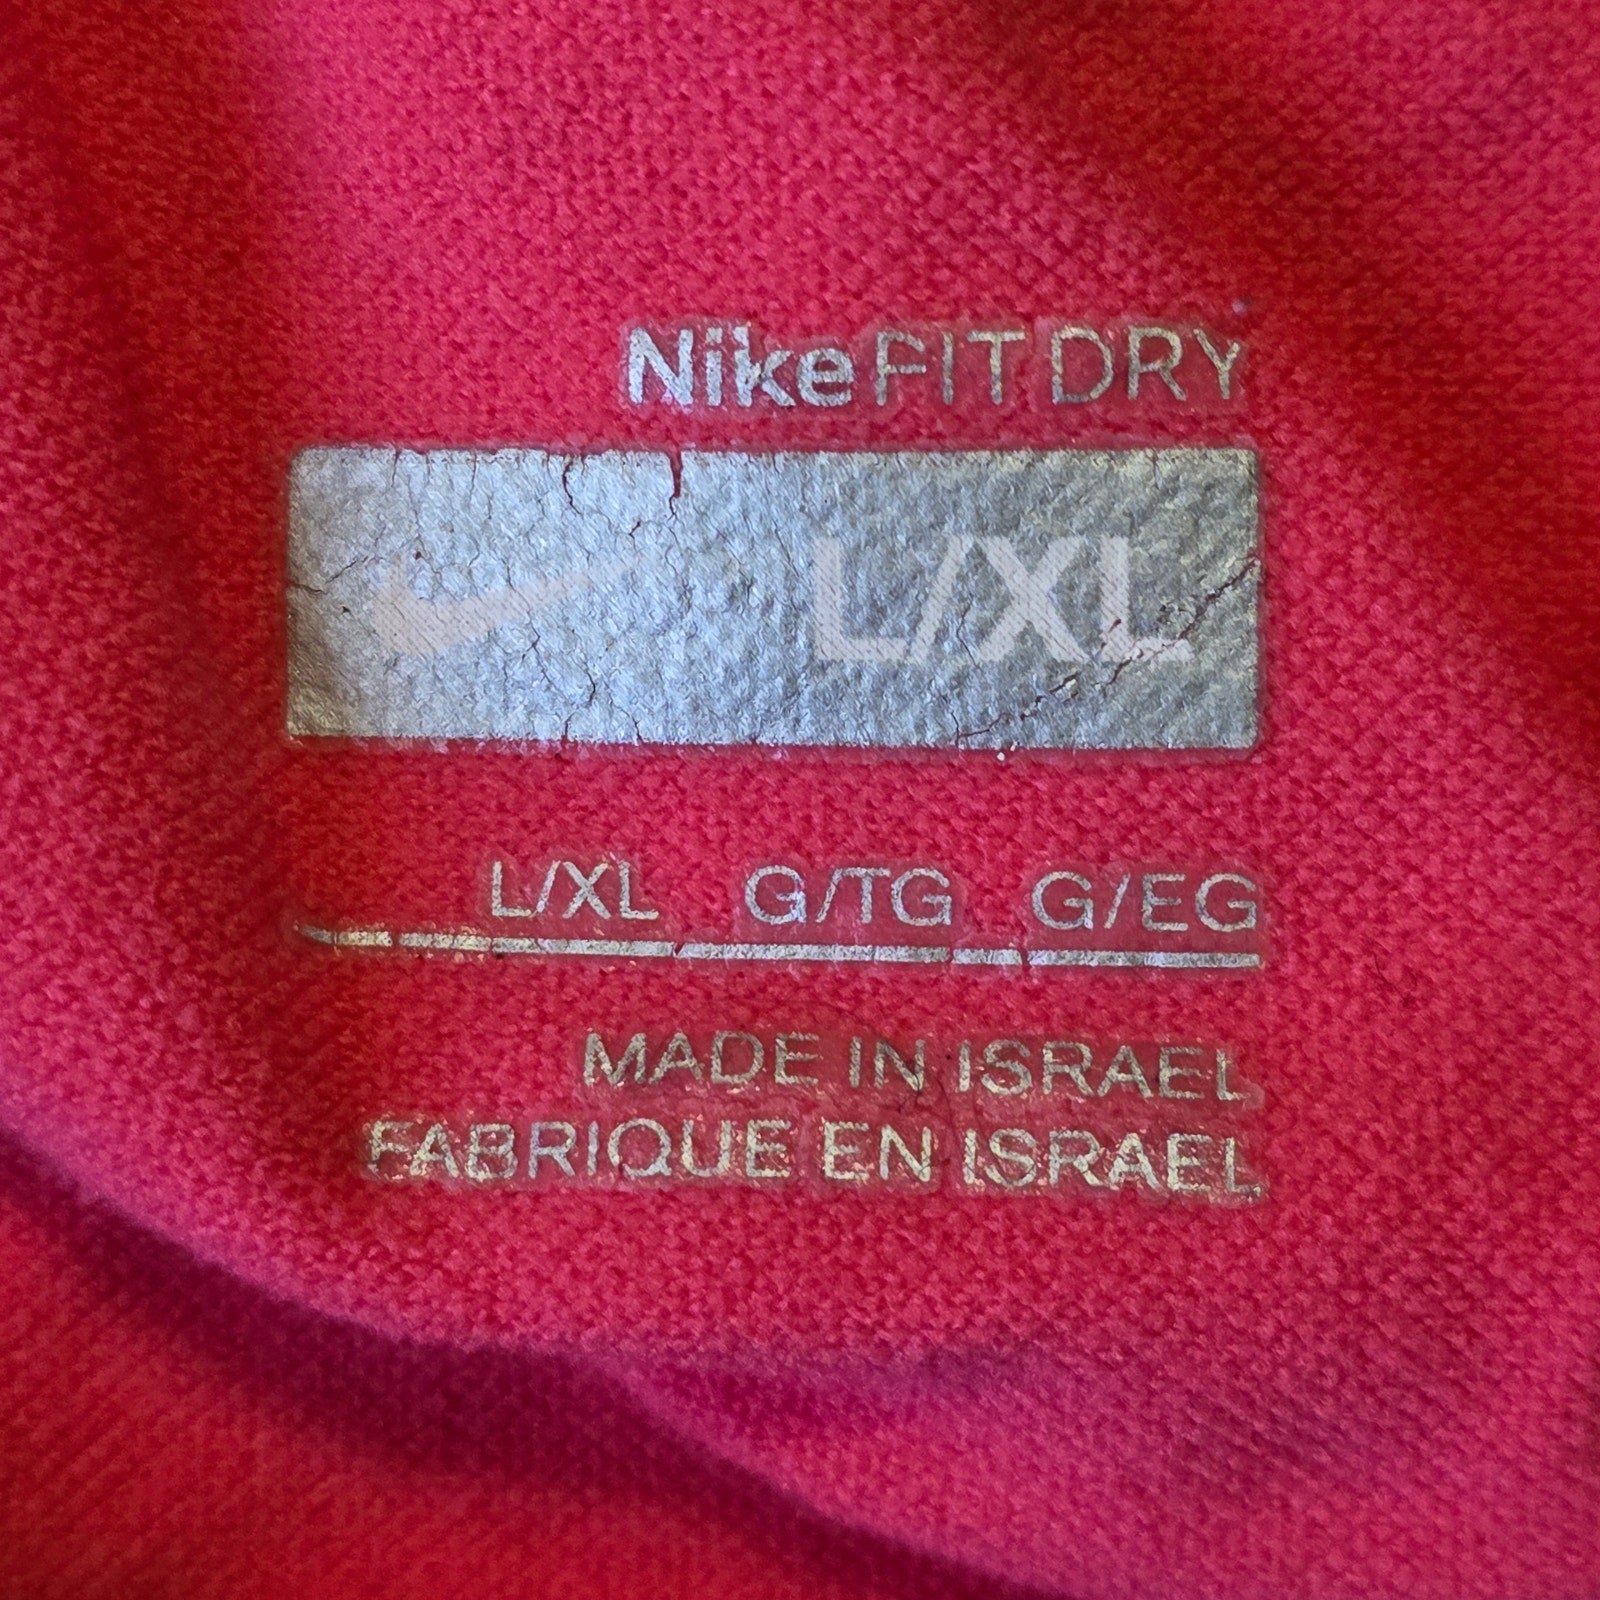 Nike FIT DRY
L/XL
L/XL G/TG G/EG
MADE IN ISRAEL
FABRIQUE EN ISRAEL